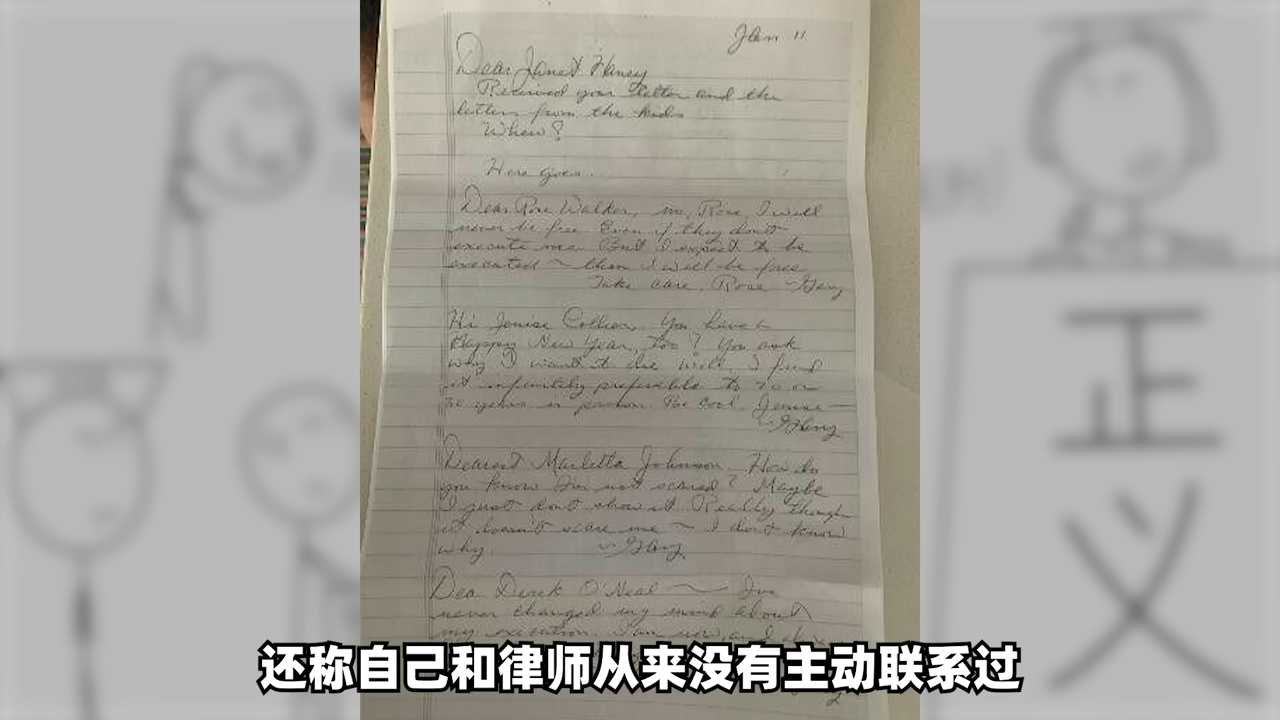 Jan 11
Dear Janet Haney
Received your letter and the
letters from the kids
Whew?
Here goes.
Dear Rose Walder, no, Rose, I will
never be free Even if they don't
execute me But I expect to be
executed ~ then I will be free
Take care, Rose ~ Gary
Hi Jenise Collier. You have a
Happy New Year, too? You ask
why I want to die Well, I find
it infinitely preferable to 20 or
30 years in prison Be Cool Jenise
~ Gary
Dearest Marletta Johnson. How do
you know I'm not scared? Maybe
I just don't show it Really though
it doesn't scare me ~ I don't know
why. ~ Gary
Dear Derek O'Neal ~ I've
never changed my mind about
my execution.
还称自己和律师从来没有主动联系过
正
义